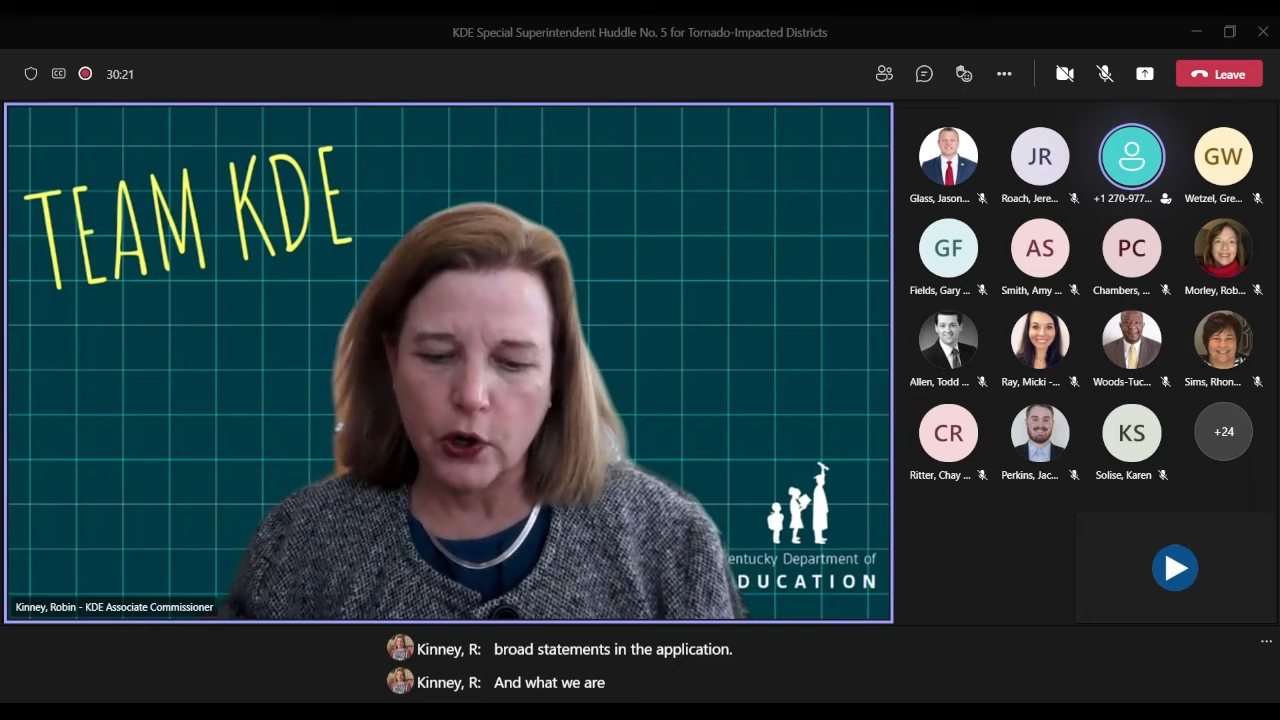 KDE Special Superintendent Huddle No. 5 for Tornado-Impacted Districts
CC
30:21
Leave
TEAM KDE
JR
GW
Glass, Jason...
Roach, Jere...
+1 270-977...
Wetzel, Gre...
GF
AS
PC
Fields, Gary ...
Smith, Amy ...
Chambers, ...
Morley, Rob...
Allen, Todd ...
Ray, Micki -...
Woods-Tuc...
Sims, Rhon...
CR
KS
+24
Ritter, Chay ...
Perkins, Jac...
Solise, Karen
entucky Department of
DUCATION
Kinney, Robin - KDE Associate Commissioner
Kinney, R: broad statements in the application.
Kinney, R: And what we are